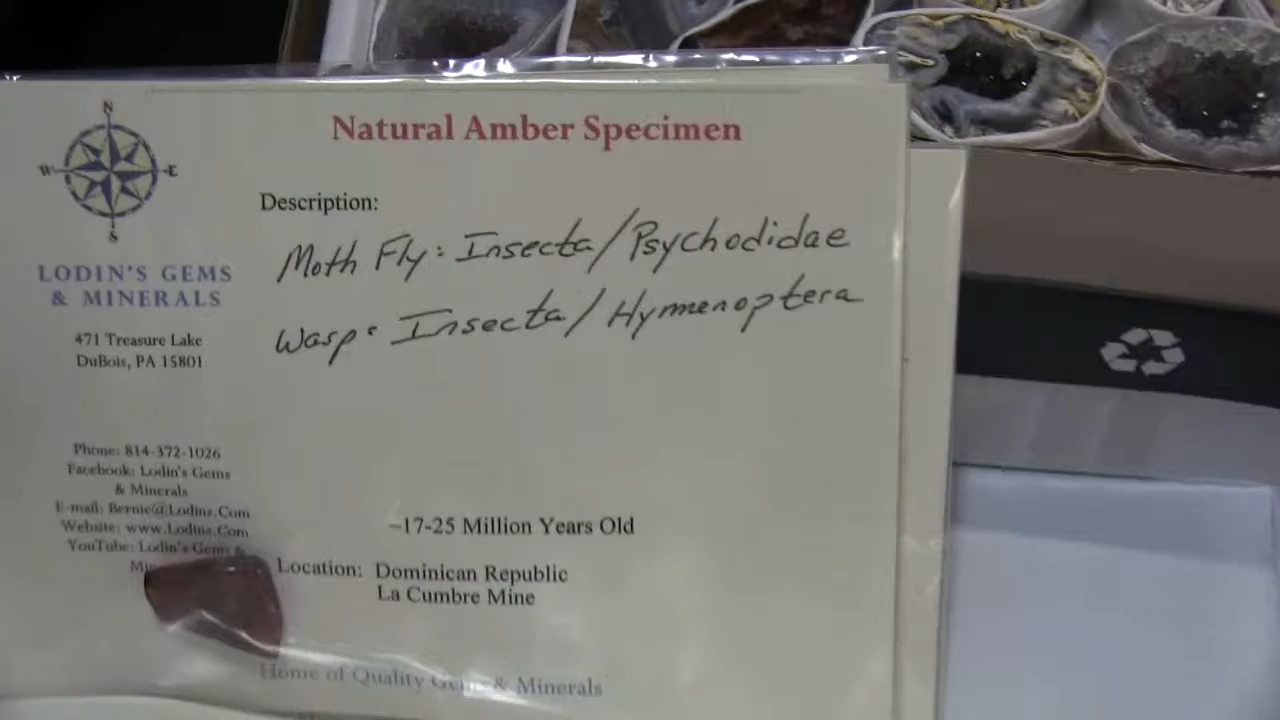 N
W E
S
LODIN'S GEMS
& MINERALS
471 Treasure Lake
DuBois, PA 15801
Phone: 814-372-1026
Facebook: Lodin's Gems
& Minerals
E-mail: Bernie@Lodins.Com
Website: www.Lodins.Com
YouTube: Lodin's Gems &
Natural Amber Specimen
Description:
Moth Fly: Insecta/Psychodidae
Wasp: Insecta/Hymenoptera
~17-25 Million Years Old
Location: Dominican Republic
La Cumbre Mine
Home of Quality Gems & Minerals